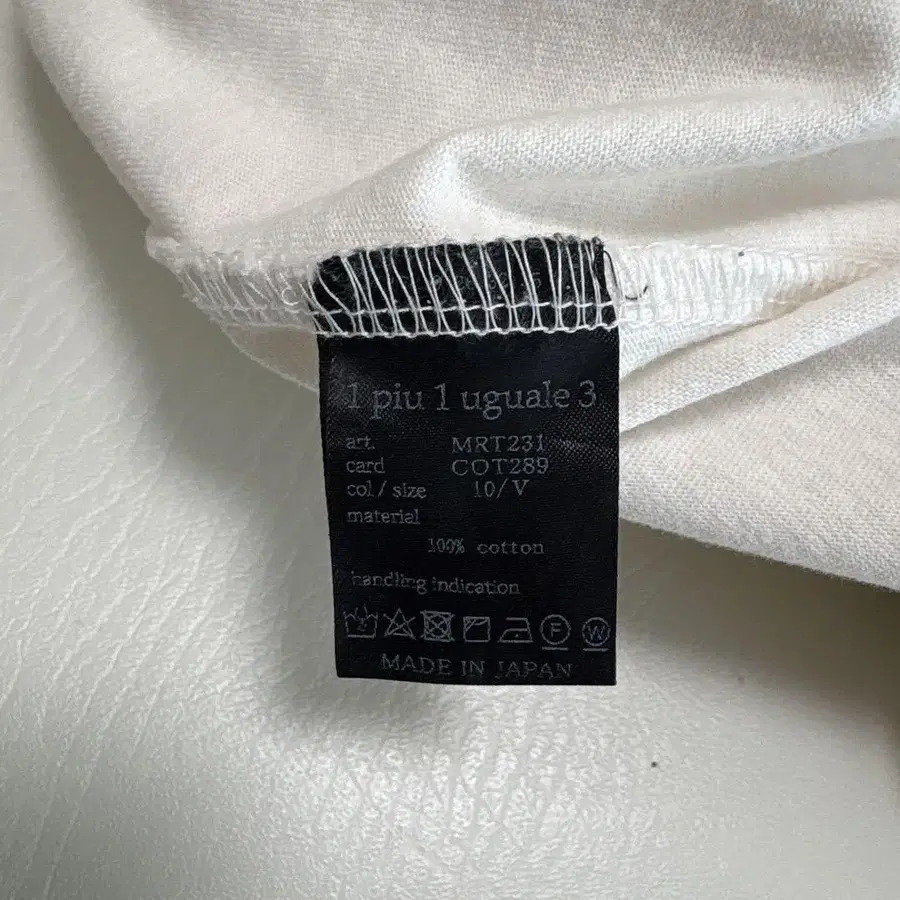 1 piu 1 uguale 3
art. MRT231
card COT289
col/size 10/V
material
100% cotton
handling indication
F W
MADE IN JAPAN